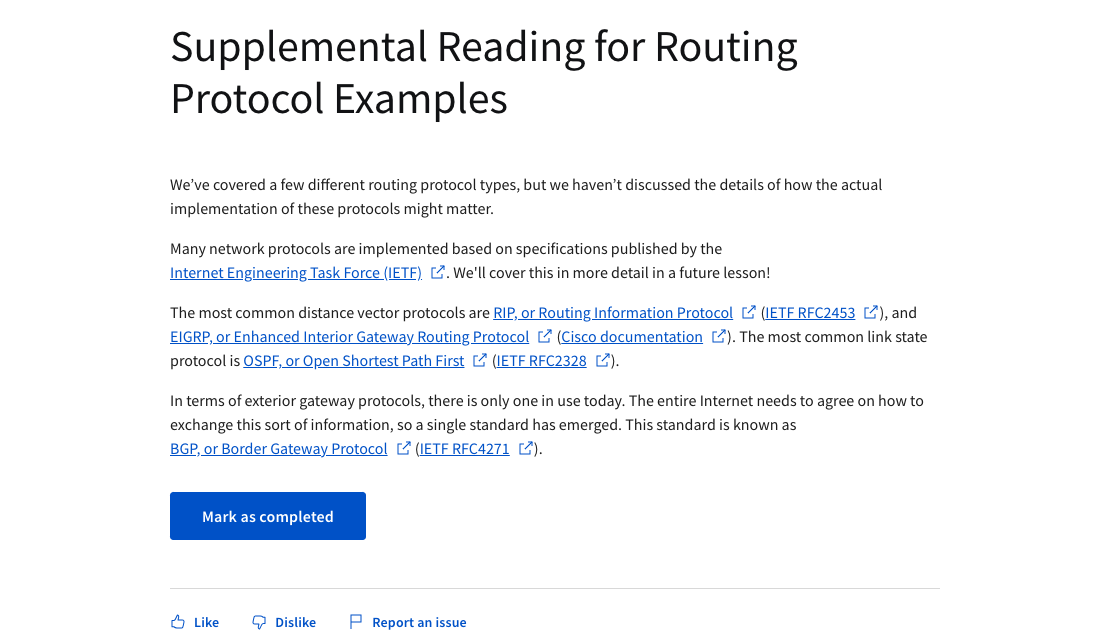 Supplemental Reading for Routing
Protocol Examples
We’ve covered a few different routing protocol types, but we haven’t discussed the details of how the actual
implementation of these protocols might matter.
Many network protocols are implemented based on specifications published by the
Internet Engineering Task Force (IETF). We'll cover this in more detail in a future lesson!
The most common distance vector protocols are RIP, or Routing Information Protocol (IETF RFC2453), and
EIGRP, or Enhanced Interior Gateway Routing Protocol (Cisco documentation). The most common link state
protocol is OSPF, or Open Shortest Path First (IETF RFC2328).
In terms of exterior gateway protocols, there is only one in use today. The entire Internet needs to agree on how to
exchange this sort of information, so a single standard has emerged. This standard is known as
BGP, or Border Gateway Protocol (IETF RFC4271).
Mark as completed
Like Dislike Report an issue